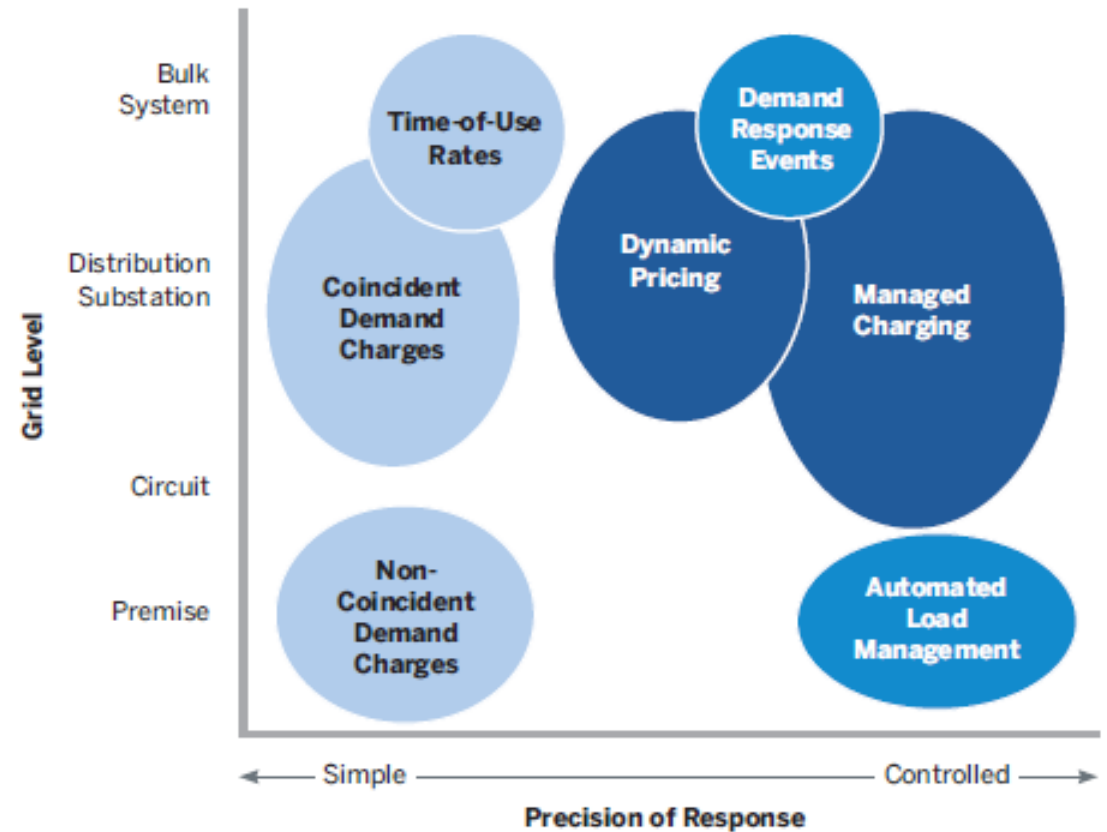 Bulk
System
Time-of-Use
Rates
Demand
Response
Events
Distribution
Substation
Dynamic
Pricing
Coincident
Demand
Charges
Managed
Charging
Grid Level
Circuit
Non-
Coincident
Demand
Charges
Premise
Automated
Load
Management
Simple
Controlled
Precision of Response